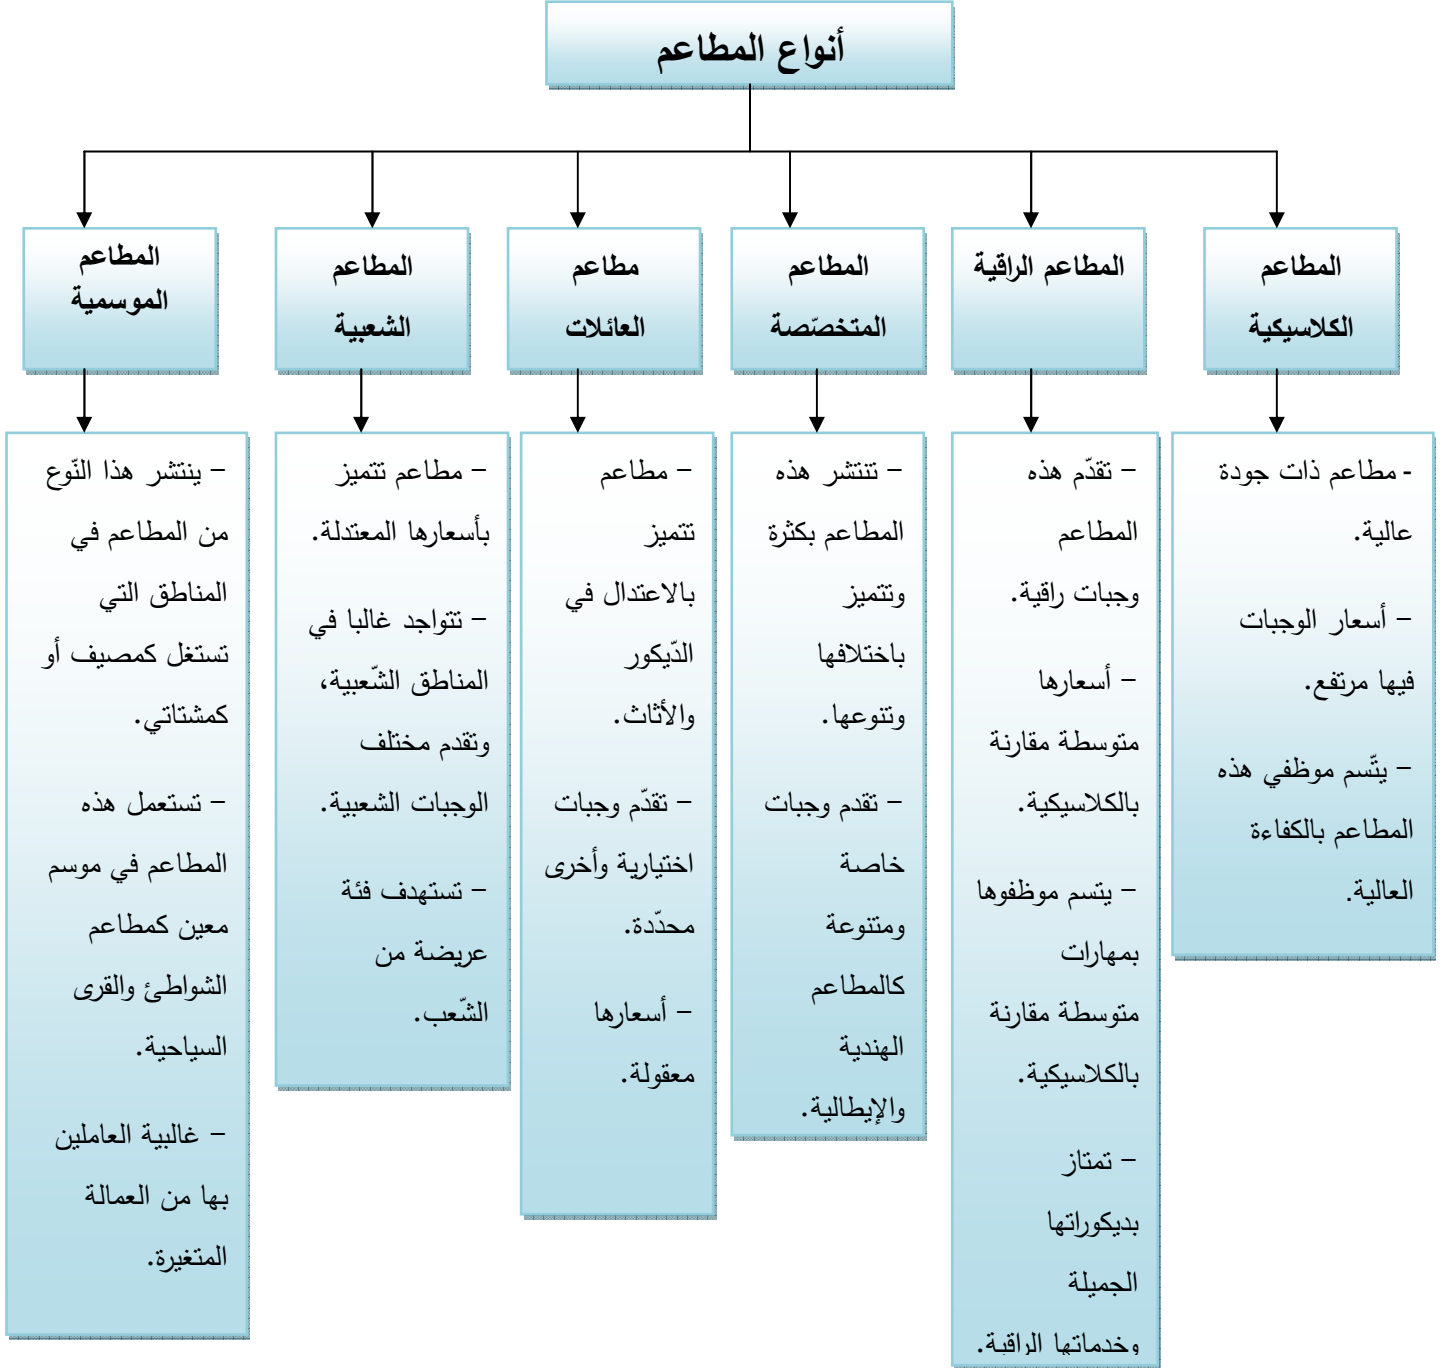 أنواع المطاعم
المطاعم
الكلاسيكية
المطاعم الراقية
المطاعم
المتخصّصة
مطاعم
العائلات
المطاعم
الشعبية
المطاعم
الموسمية
- مطاعم ذات جودة
عالية.
– أسعار الوجبات
فيها مرتفع.
– يتّسم موظفي هذه
المطاعم بالكفاءة
العالية.
– تقدّم هذه
المطاعم
وجبات راقية.
– أسعارها
متوسطة مقارنة
بالكلاسيكية.
– يتسم موظفوها
بمهارات
متوسطة مقارنة
بالكلاسيكية.
– تمتاز
بديكوراتها
الجميلة
وخدماتها الراقية.
– تنتشر هذه
المطاعم بكثرة
وتتميز
باختلافها
وتنوعها.
– تقدم وجبات
خاصة
ومتنوعة
كالمطاعم
الهندية
والإيطالية.
– مطاعم
تتميز
بالاعتدال في
الدّيكور
والأثاث.
– تقدّم وجبات
اختيارية وأخرى
محدّدة.
– أسعارها
معقولة.
– مطاعم تتميز
بأسعارها المعتدلة.
– تتواجد غالبا في
المناطق الشّعبية،
وتقدم مختلف
الوجبات الشعبية.
– تستهدف فئة
عريضة من
الشّعب.
– ينتشر هذا النّوع
من المطاعم في
المناطق التي
تستغل كمصيف أو
كمشتاتي.
– تستعمل هذه
المطاعم في موسم
معين كمطاعم
الشواطئ والقرى
السياحية.
– غالبية العاملين
بها من العمالة
المتغيرة.